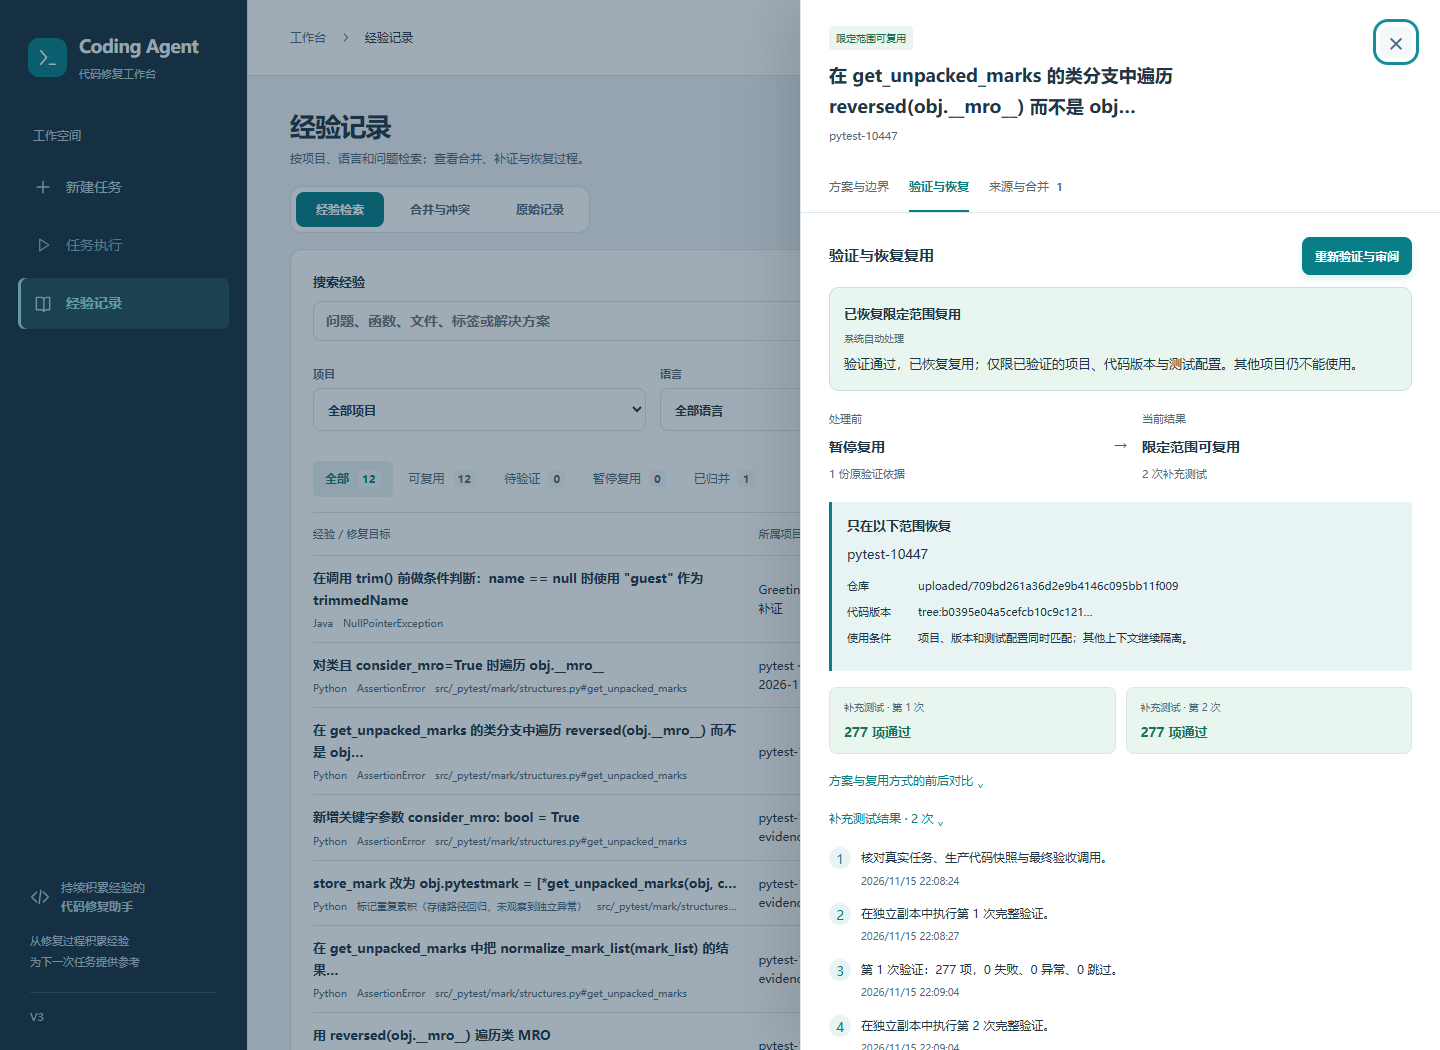 Coding Agent
代码修复工作台
工作空间
新建任务
任务执行
经验记录
持续积累经验的
代码修复助手
从修复过程积累经验
为下一次任务提供参考
V3
工作台 > 经验记录
经验记录
按项目、语言和问题检索；查看合并、补证与恢复过程。
经验检索 合并与冲突 原始记录
搜索经验
问题、函数、文件、标签或解决方案
项目 语言
全部项目 全部语言
全部 12 可复用 12 待验证 0 暂停复用 0 已归并 1
经验 / 修复目标 所属项目
在调用 trim() 前做条件判断：name == null 时使用 "guest" 作为
trimmedName
Java NullPointerException
Greetin
补证
对类且 consider_mro=True 时遍历 obj.__mro__
Python AssertionError src/_pytest/mark/structures.py#get_unpacked_marks
pytest ·
2026-1
在 get_unpacked_marks 的类分支中遍历 reversed(obj.__mro__) 而不
是 obj...
Python AssertionError src/_pytest/mark/structures.py#get_unpacked_marks
pytest-
新增关键字参数 consider_mro: bool = True
Python AssertionError src/_pytest/mark/structures.py#get_unpacked_marks
pytest-
evidenc
store_mark 改为 obj.pytestmark = [*get_unpacked_marks(obj, c...
Python 标记重复累积（存储路径回归，未观察到独立异常） src/_pytest/mark/structures...
pytest-
evidenc
在 get_unpacked_marks 中把 normalize_mark_list(mark_list) 的结
果...
Python AssertionError src/_pytest/mark/structures.py#get_unpacked_marks
pytest-
evidenc
用 reversed(obj.__mro__) 遍历类 MRO
pytest-
限定范围可复用
在 get_unpacked_marks 的类分支中遍历
reversed(obj.__mro__) 而不是 obj...
pytest-10447
方案与边界 验证与恢复 来源与合并 1
验证与恢复复用
重新验证与审阅
已恢复限定范围复用
系统自动处理
验证通过，已恢复复用；仅限已验证的项目、代码版本与测试配置。其他项目仍不能使用。
处理前 当前结果
暂停复用 → 限定范围可复用
1 份原验证依据 2 次补充测试
只在以下范围恢复
pytest-10447
仓库 uploaded/709bd261a36d2e9b4146c095bb11f009
代码版本 tree:b0395e04a5cefcb10c9c121...
使用条件 项目、版本和测试配置同时匹配；其他上下文继续隔离。
补充测试 · 第 1 次 补充测试 · 第 2 次
277 项通过 277 项通过
方案与复用方式的前后对比
补充测试结果 · 2 次
1 核对真实任务、生产代码快照与最终验收调用。
2026/11/15 22:08:24
2 在独立副本中执行第 1 次完整验证。
2026/11/15 22:08:27
3 第 1 次验证：277 项，0 失败、0 异常、0 跳过。
2026/11/15 22:09:04
4 在独立副本中执行第 2 次完整验证。
2026/11/15 22:09:04